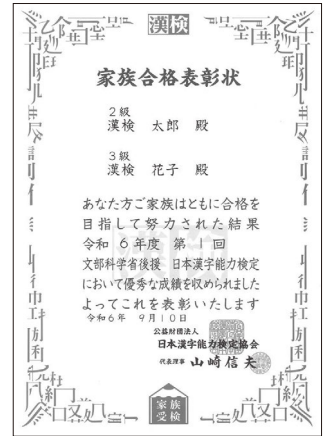 漢検
家族合格表彰状
2級
漢検 太郎 殿
3級
漢検 花子 殿
あなた方ご家族はともに合格を
目指して努力された結果
令和 6年度 第1回
文部科学省後援 日本漢字能力検定
において優秀な成績を収められました
よってこれを表彰いたします
令和6年 9月10日
公益財団法人
日本漢字能力検定協会
代表理事 山崎信夫
家族
受検